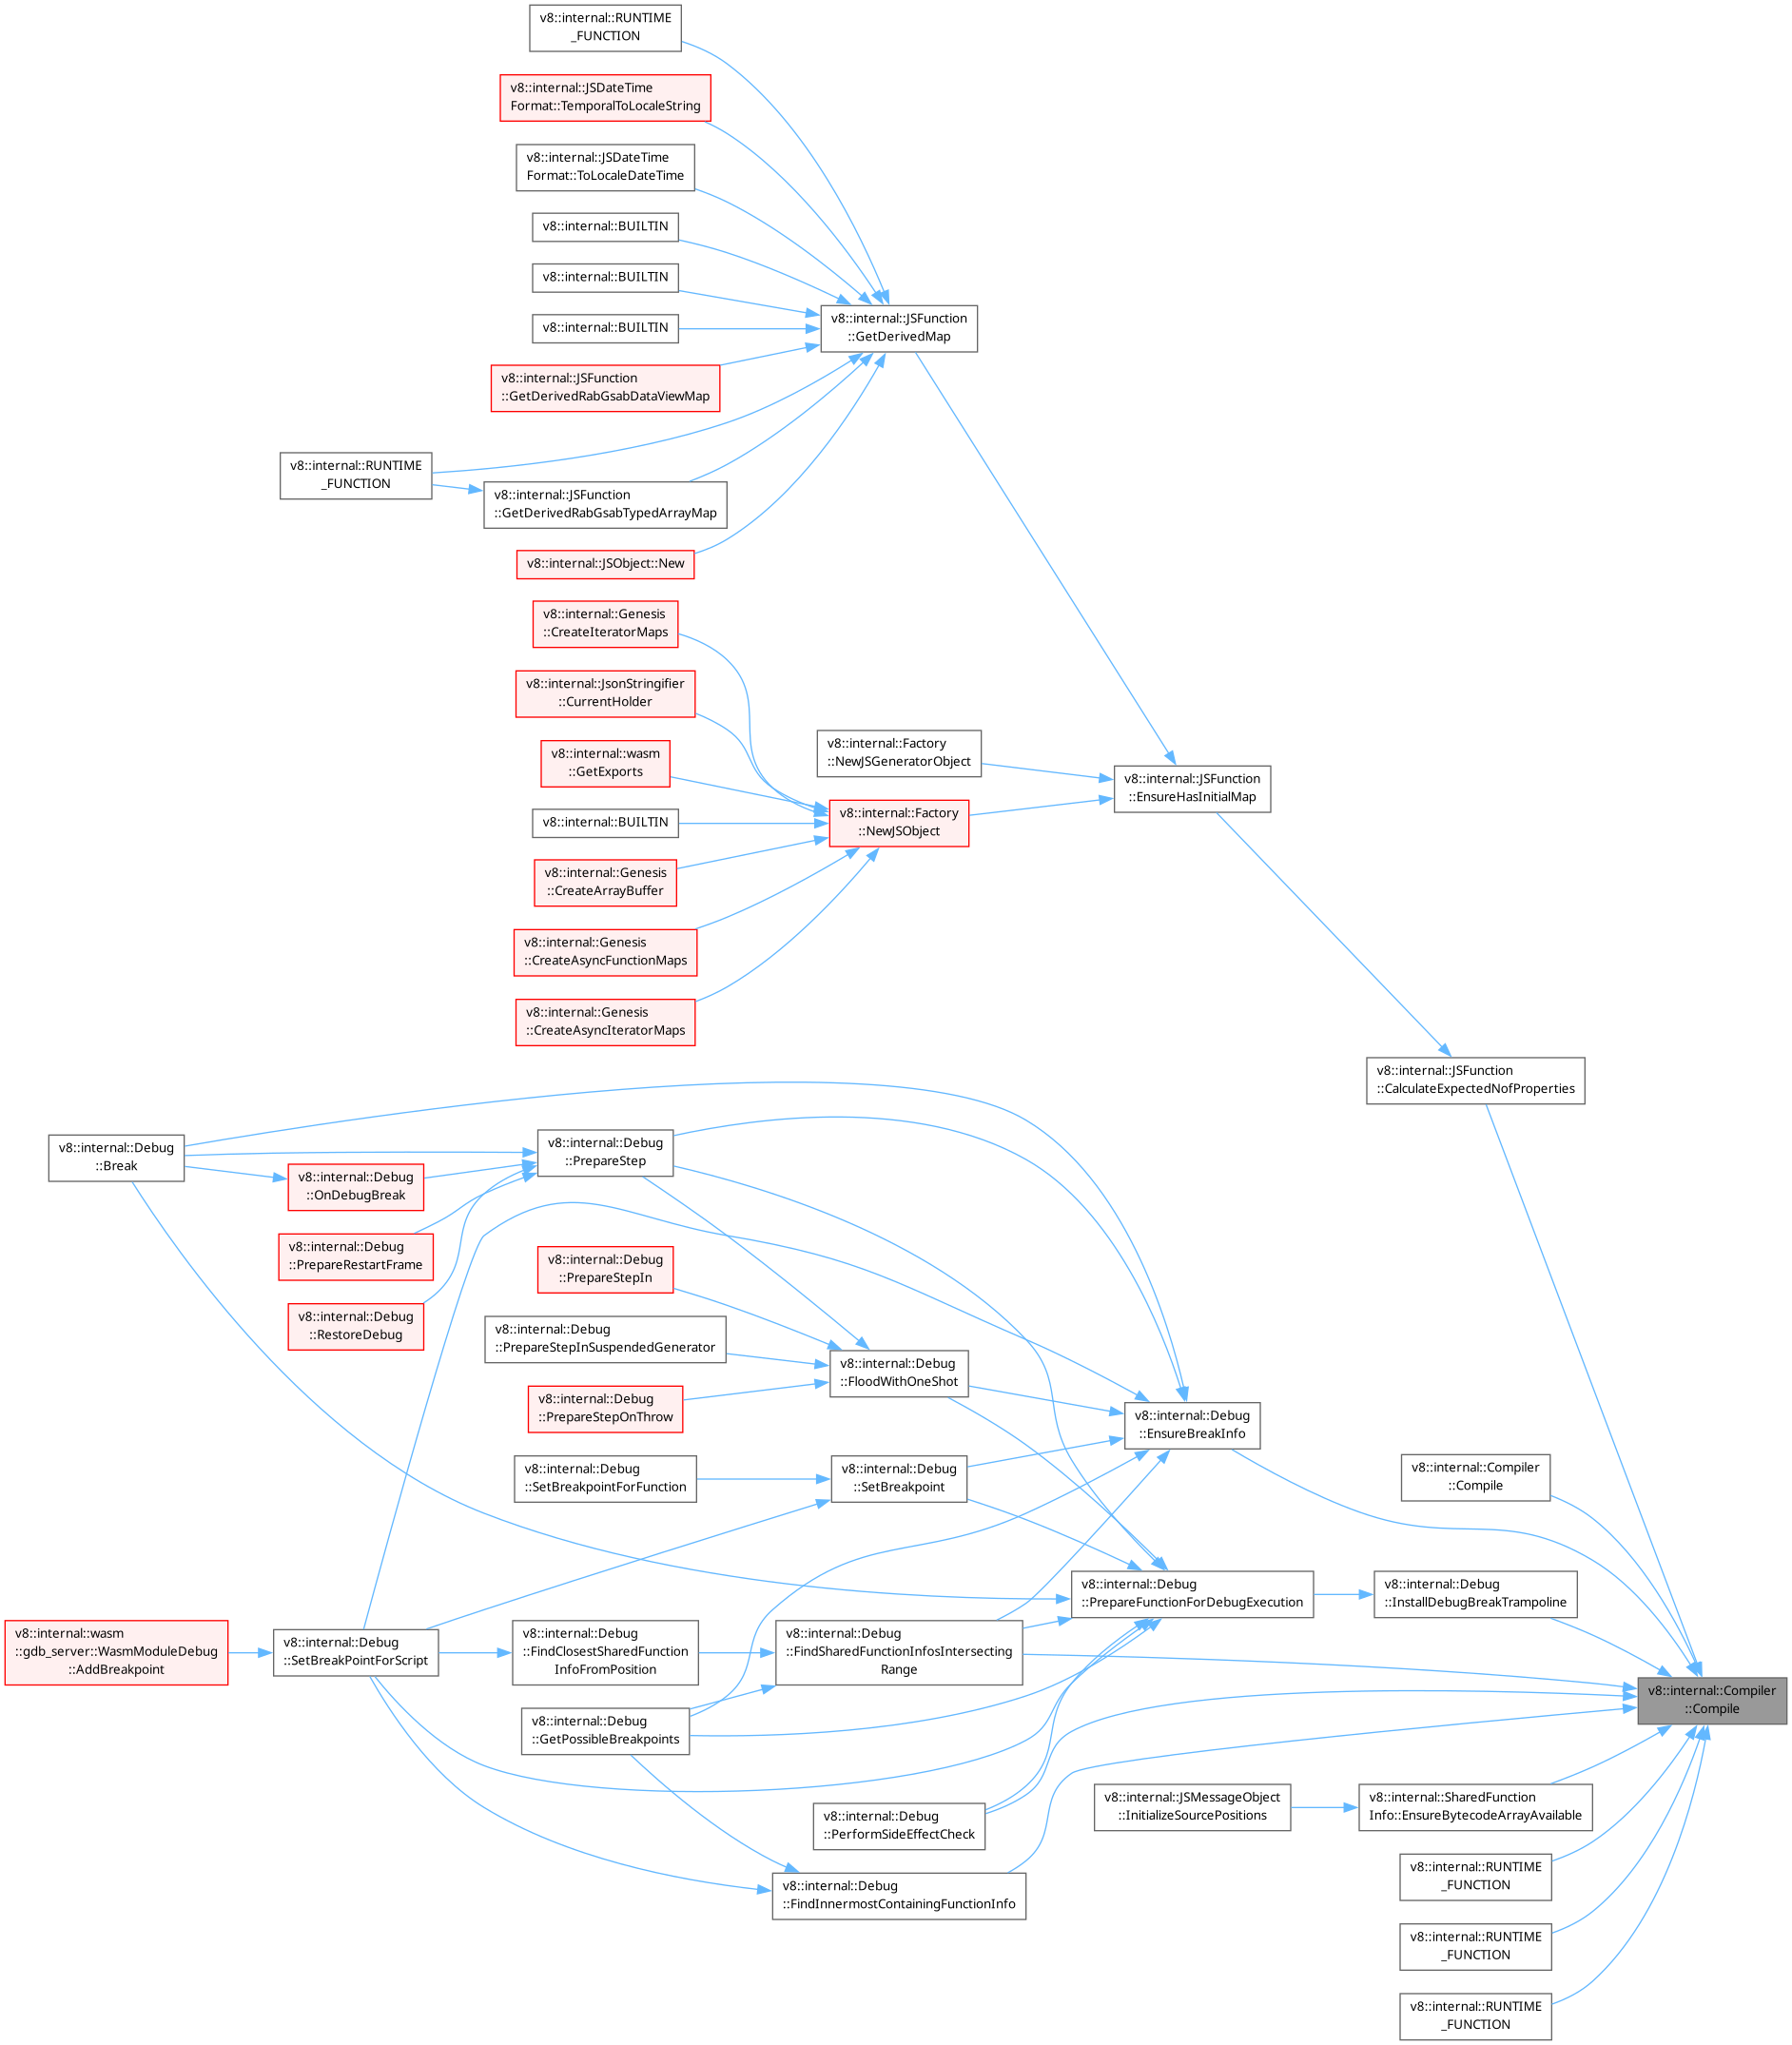 v8::internal::RUNTIME
_FUNCTION
v8::internal::JSDateTime
Format::TemporalToLocaleString
v8::internal::JSDateTime
Format::ToLocaleDateTime
v8::internal::BUILTIN
v8::internal::BUILTIN
v8::internal::BUILTIN
v8::internal::JSFunction
::GetDerivedMap
v8::internal::JSFunction
::GetDerivedRabGsabDataViewMap
v8::internal::RUNTIME
_FUNCTION
v8::internal::JSFunction
::GetDerivedRabGsabTypedArrayMap
v8::internal::JSObject::New
v8::internal::Genesis
::CreateIteratorMaps
v8::internal::JsonStringifier
::CurrentHolder
v8::internal::wasm
::GetExports
v8::internal::Factory
::NewJSGeneratorObject
v8::internal::JSFunction
::EnsureHasInitialMap
v8::internal::BUILTIN
v8::internal::Factory
::NewJSObject
v8::internal::Genesis
::CreateArrayBuffer
v8::internal::Genesis
::CreateAsyncFunctionMaps
v8::internal::Genesis
::CreateAsyncIteratorMaps
v8::internal::JSFunction
::CalculateExpectedNofProperties
v8::internal::Debug
::Break
v8::internal::Debug
::PrepareStep
v8::internal::Debug
::OnDebugBreak
v8::internal::Debug
::PrepareRestartFrame
v8::internal::Debug
::PrepareStepIn
v8::internal::Debug
::RestoreDebug
v8::internal::Debug
::PrepareStepInSuspendedGenerator
v8::internal::Debug
::FloodWithOneShot
v8::internal::Debug
::PrepareStepOnThrow
v8::internal::Debug
::EnsureBreakInfo
v8::internal::Debug
::SetBreakpointForFunction
v8::internal::Debug
::SetBreakpoint
v8::internal::Compiler
::Compile
v8::internal::Debug
::PrepareFunctionForDebugExecution
v8::internal::Debug
::InstallDebugBreakTrampoline
v8::internal::wasm
::gdb_server::WasmModuleDebug
::AddBreakpoint
v8::internal::Debug
::SetBreakPointForScript
v8::internal::Debug
::FindClosestSharedFunction
InfoFromPosition
v8::internal::Debug
::FindSharedFunctionInfosIntersecting
Range
v8::internal::Compiler
::Compile
v8::internal::Debug
::GetPossibleBreakpoints
v8::internal::Debug
::PerformSideEffectCheck
v8::internal::JSMessageObject
::InitializeSourcePositions
v8::internal::SharedFunction
Info::EnsureBytecodeArrayAvailable
v8::internal::Debug
::FindInnermostContainingFunctionInfo
v8::internal::RUNTIME
_FUNCTION
v8::internal::RUNTIME
_FUNCTION
v8::internal::RUNTIME
_FUNCTION